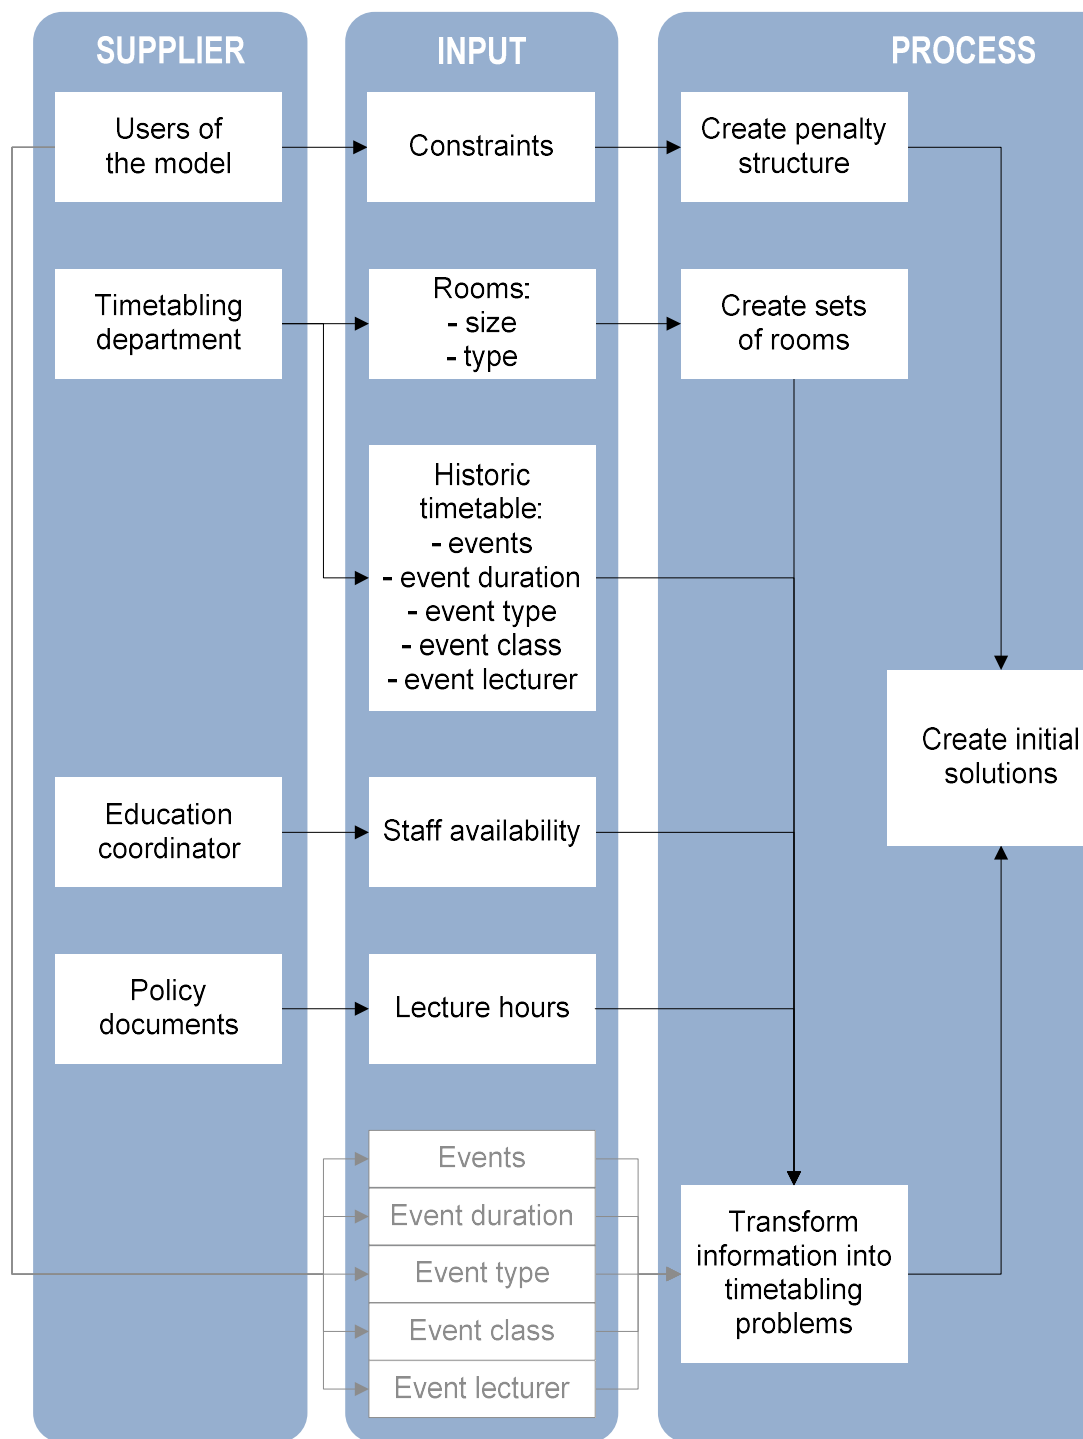 SUPPLIER
INPUT
PROCESS
Users of
the model
Constraints
Create penalty
structure
Timetabling
department
Rooms:
- size
- type
Create sets
of rooms
Historic
timetable:
- events
- event duration
- event type
- event class
- event lecturer
Create initial
solutions
Education
coordinator
Staff availability
Policy
documents
Lecture hours
Events
Event duration
Event type
Event class
Event lecturer
Transform
information into
timetabling
problems